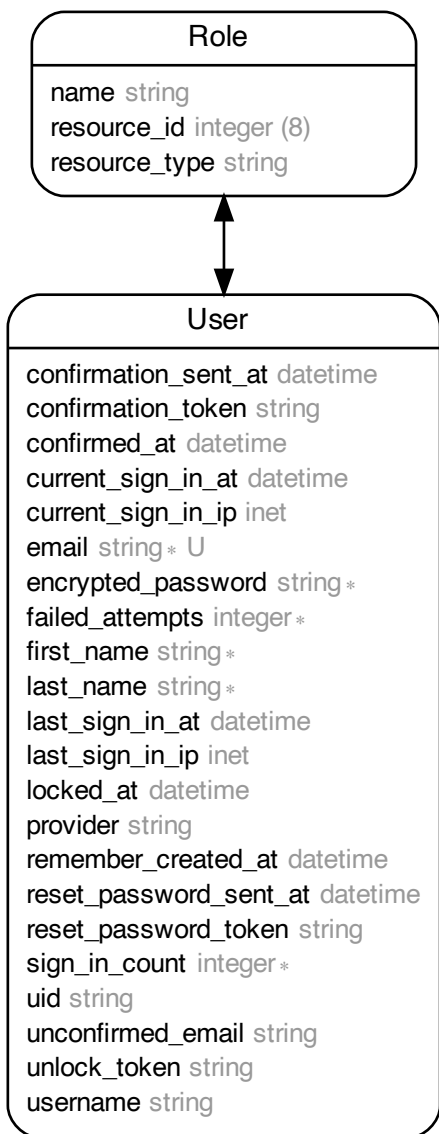 Role
name string
resource_id integer (8)
resource_type string
User
confirmation_sent_at datetime
confirmation_token string
confirmed_at datetime
current_sign_in_at datetime
current_sign_in_ip inet
email string * U
encrypted_password string *
failed_attempts integer *
first_name string *
last_name string *
last_sign_in_at datetime
last_sign_in_ip inet
locked_at datetime
provider string
remember_created_at datetime
reset_password_sent_at datetime
reset_password_token string
sign_in_count integer *
uid string
unconfirmed_email string
unlock_token string
username string